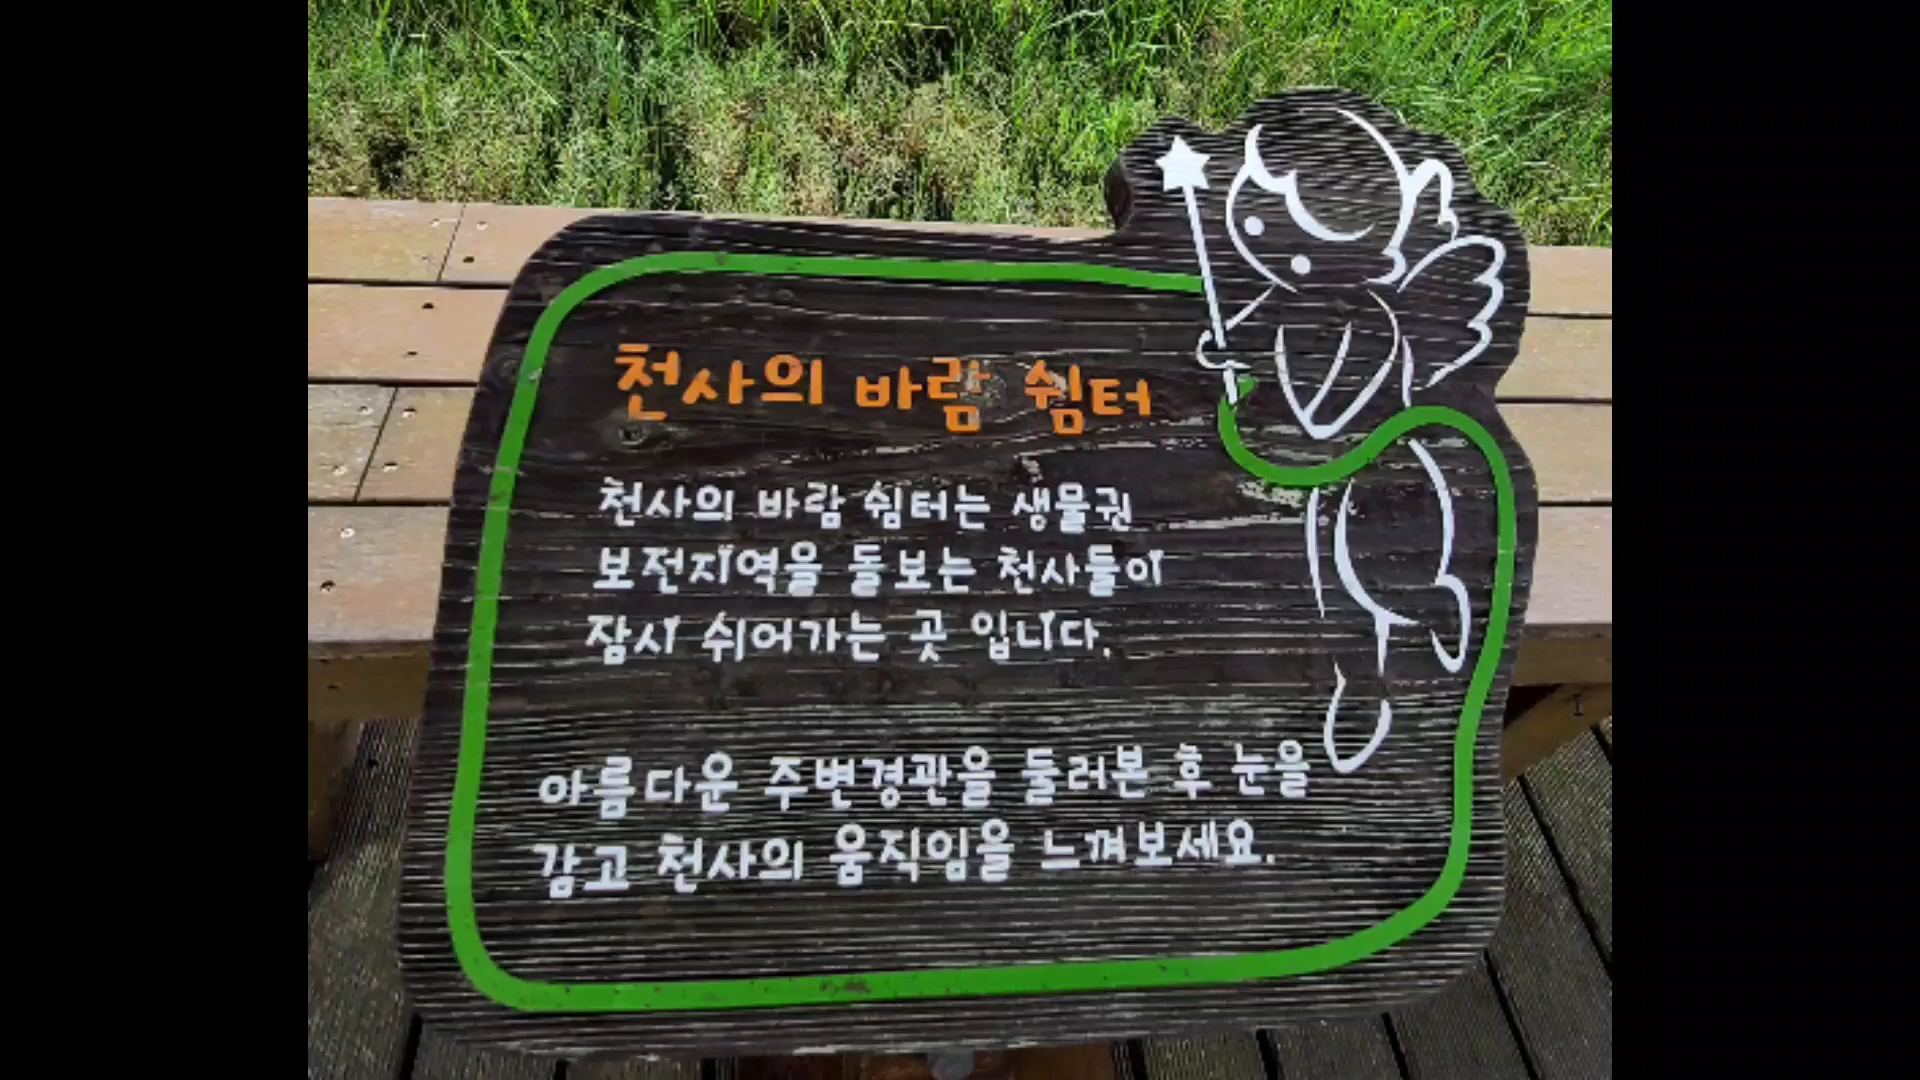 천사의 바람 쉼터
천사의 바람 쉼터는 생물권
보전지역을 돌보는 천사들이
잠시 쉬어가는 곳 입니다.
아름다운 주변경관을 둘러본 후 눈을
감고 천사의 움직임을 느껴보세요.